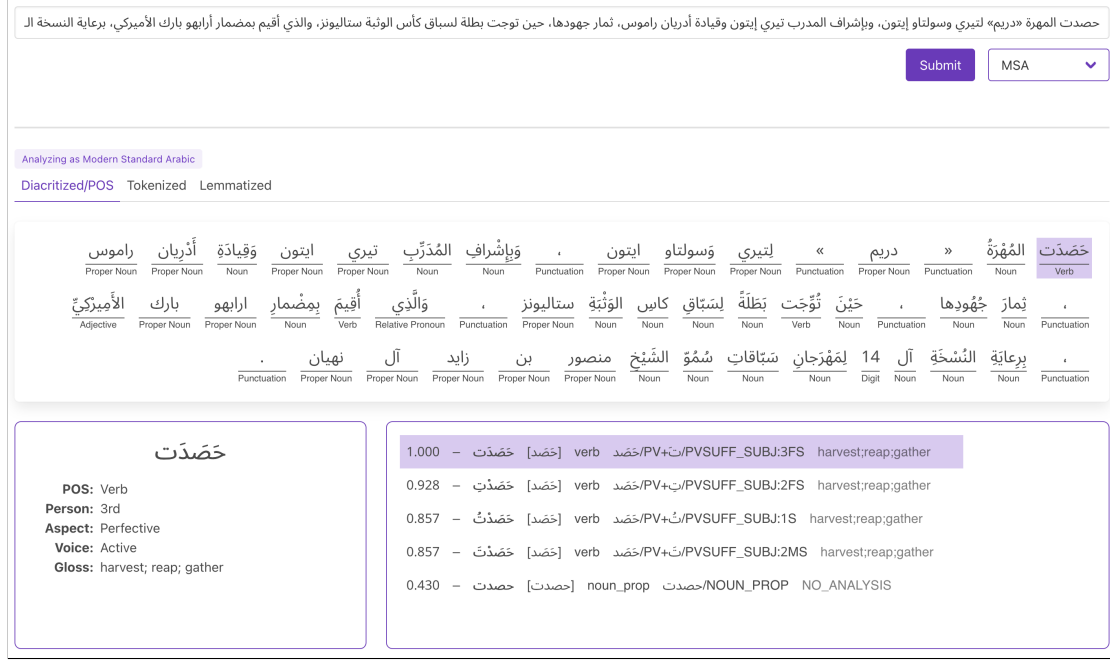 حصدت المهرة «دريم» لتيري وسولتاو إيتون، وبإشراف المدرب تيري إيتون وقيادة أدريان راموس، ثمار جهودها، حين توجت بطلة لسباق كأس الوثبة ستاليونز، والذي أقيم بمضمار أرابهو بارك الأميركي، برعاية النسخة الـ
Submit
MSA
Analyzing as Modern Standard Arabic
Diacritized/POS Tokenized Lemmatized
حَصَدَت المُهْرَةُ « دريم » لِتيري وَسولتاو ايتون ، وَبِإِشْرافِ المُدَرِّبِ تيري ايتون وَقِيادَةِ أَدْرِيان راموس
Verb Noun Punctuation Proper Noun Punctuation Proper Noun Proper Noun Proper Noun Punctuation Noun Noun Proper Noun Proper Noun Noun Proper Noun Proper Noun
، ثِمارَ جُهُودِها ، حَيْنَ تُوِّجَت بَطَلَةً لِسَبّاقِ كاسِ الوَثْبَةِ ستاليونز ، وَالَّذِي أُقِيمَ بِمِضْمارِ ارابهو بارك الأَمِيرْكِيِّ
Punctuation Noun Noun Punctuation Noun Verb Noun Noun Noun Noun Proper Noun Punctuation Relative Pronoun Verb Noun Proper Noun Proper Noun Adjective
، بِرِعايَةِ النُسْخَةِ آل 14 لِمَهْرَجانِ سَبّاقاتِ سُمُوِّ الشَيْخِ منصور بن زايد آل نهيان .
Punctuation Noun Noun Noun Digit Noun Noun Noun Noun Proper Noun Proper Noun Proper Noun Proper Noun Proper Noun Punctuation
حَصَدَت
POS: Verb
Person: 3rd
Aspect: Perfective
Voice: Active
Gloss: harvest; reap; gather
1.000 – حَصَدَت [حَصَد] verb حَصَد/PV+تَ/PVSUFF_SUBJ:3FS harvest;reap;gather
0.928 – حَصَدْتِ [حَصَد] verb حَصَد/PV+تِ/PVSUFF_SUBJ:2FS harvest;reap;gather
0.857 – حَصَدْتُ [حَصَد] verb حَصَد/PV+تُ/PVSUFF_SUBJ:1S harvest;reap;gather
0.857 – حَصَدْتَ [حَصَد] verb حَصَد/PV+تَ/PVSUFF_SUBJ:2MS harvest;reap;gather
0.430 – حصدت [حصدت] noun_prop حصدت/NOUN_PROP NO_ANALYSIS